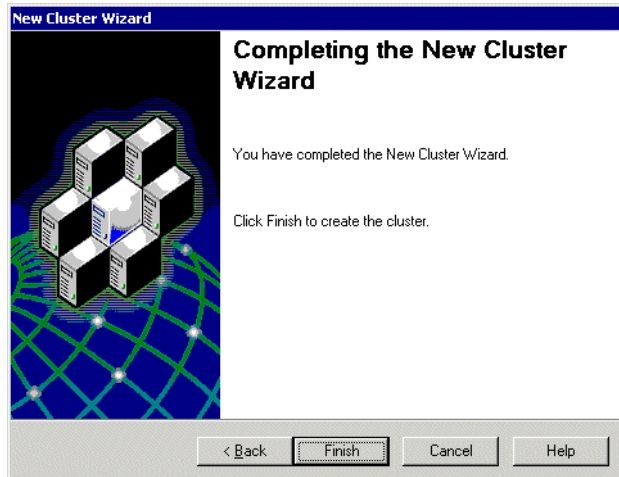 New Cluster Wizard
Completing the New Cluster
Wizard
You have completed the New Cluster Wizard.
Click Finish to create the cluster.
< Back
Finish
Cancel
Help